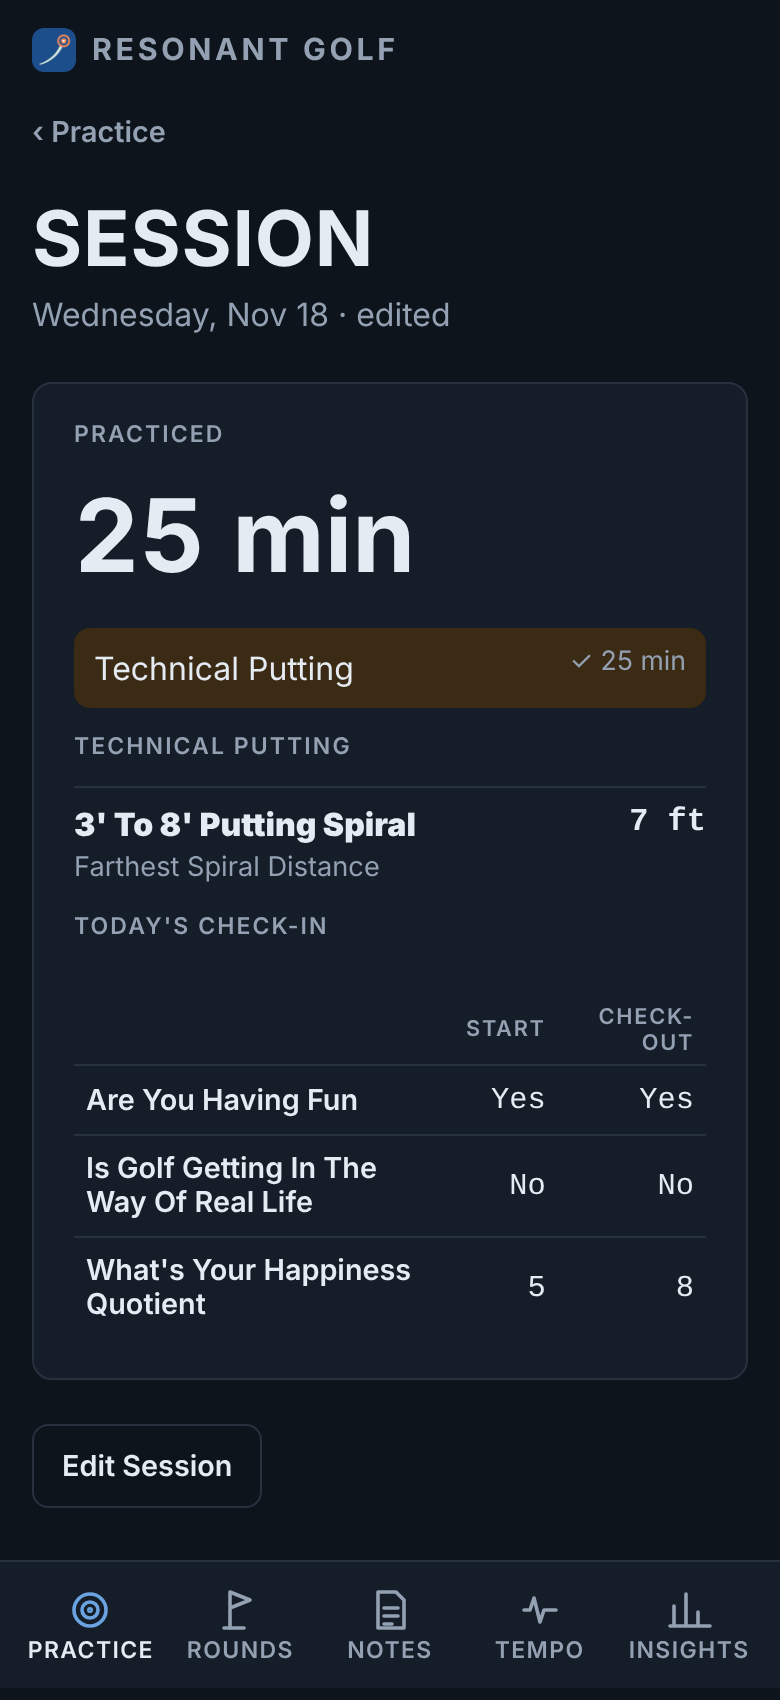 RESONANT GOLF
‹ Practice
SESSION
Wednesday, Nov 18 · edited
PRACTICED
25 min
Technical Putting ✓ 25 min
TECHNICAL PUTTING
3' To 8' Putting Spiral 7 ft
Farthest Spiral Distance
TODAY'S CHECK-IN
START CHECK-
OUT
Are You Having Fun Yes Yes
Is Golf Getting In The
Way Of Real Life No No
What's Your Happiness
Quotient 5 8
Edit Session
PRACTICE ROUNDS NOTES TEMPO INSIGHTS